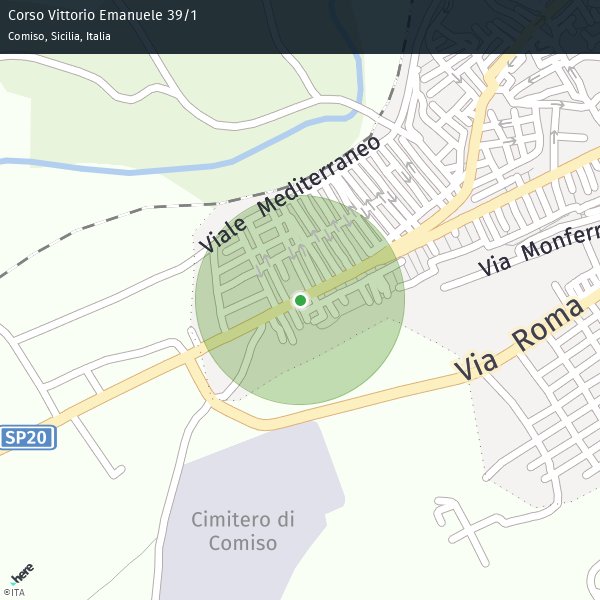 Corso Vittorio Emanuele 39/1
Comiso, Sicilia, Italia
Viale Mediterraneo
Via Monferr
Via Roma
SP20
Cimitero di
Comiso
here
©ITA